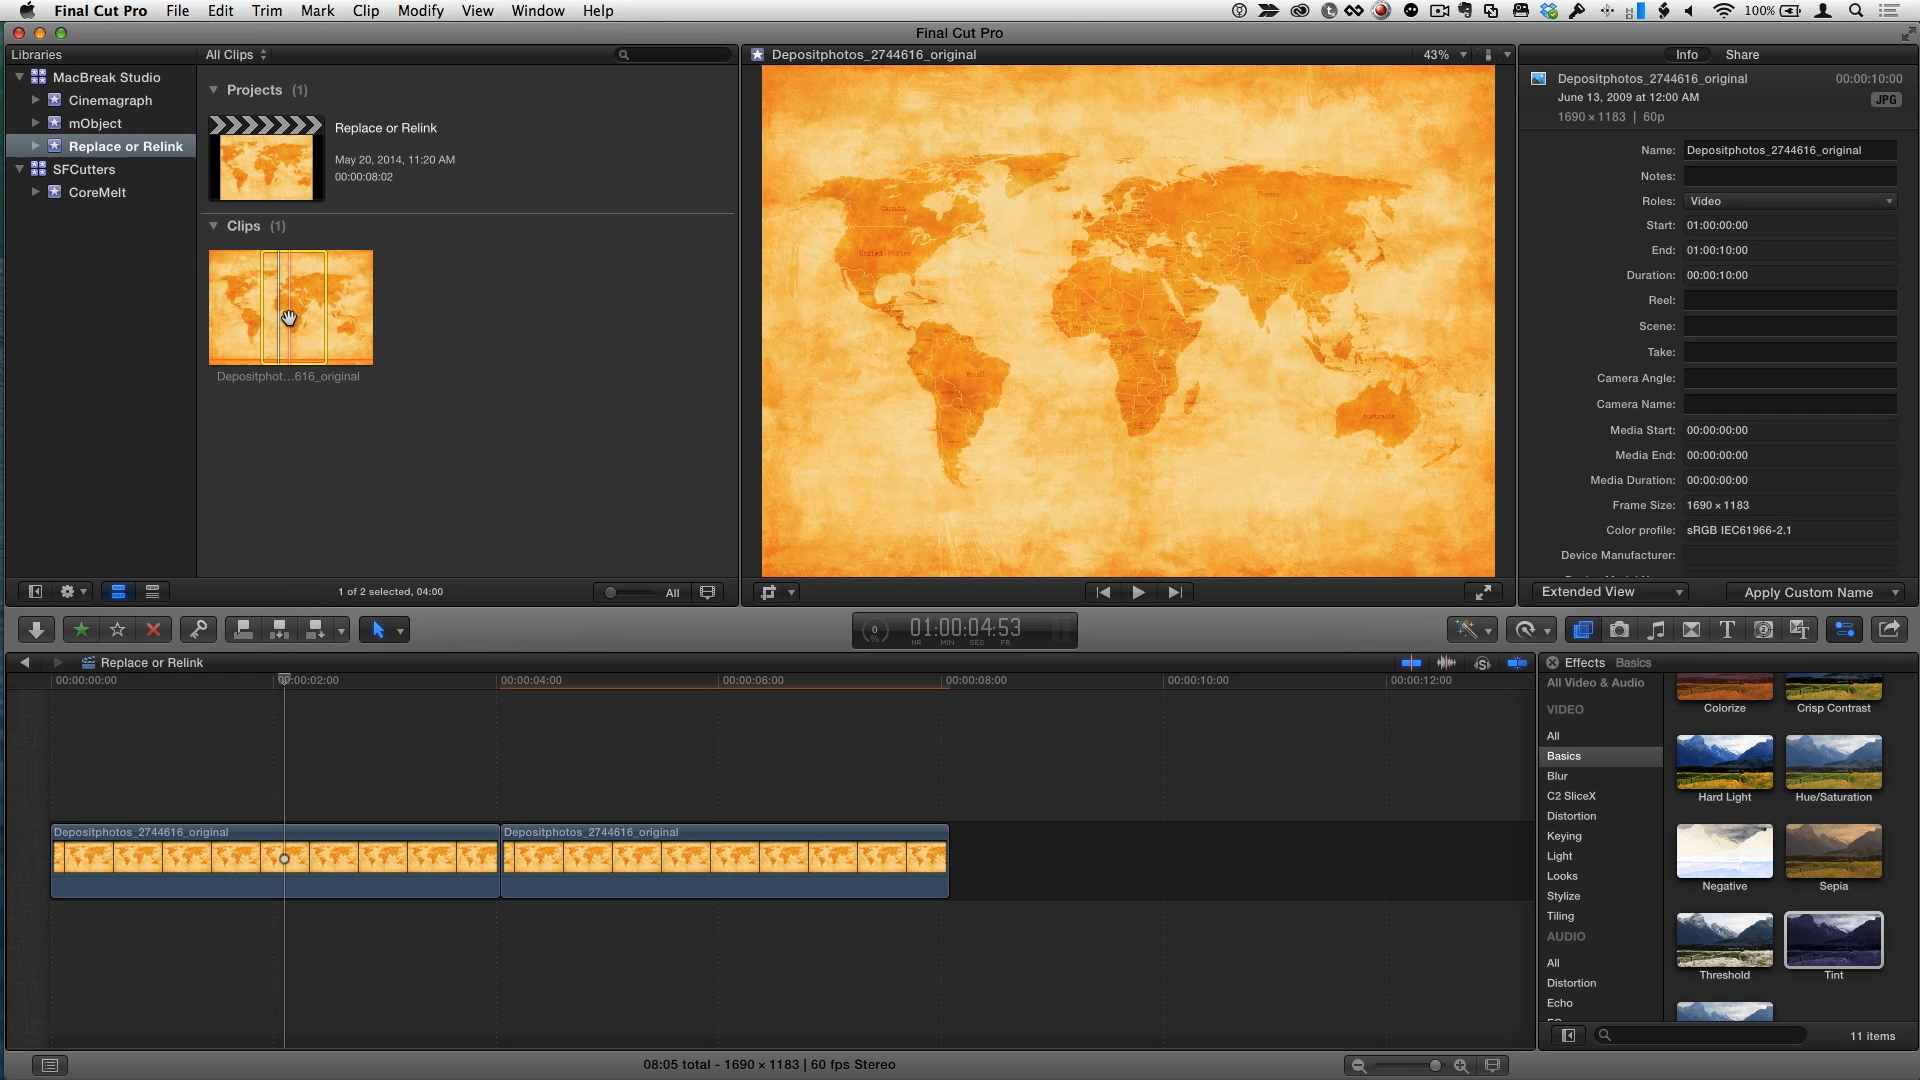 Final Cut Pro File Edit Trim Mark Clip Modify View Window Help
100%
Final Cut Pro
Libraries
All Clips
Depositphotos_2744616_original
43%
Info
Share
MacBreak Studio
Cinemagraph
mObject
Replace or Relink
SFCutters
CoreMelt
Projects (1)
Replace or Relink
May 20, 2014, 11:20 AM
00:00:08:02
Clips (1)
Depositphot...616_original
Canada
United States
Brazil
Russia
Australia
Depositphotos_2744616_original
00:00:10:00
June 13, 2009 at 12:00 AM
JPG
1690 × 1183 | 60p
Name: Depositphotos_2744616_original
Notes:
Roles: Video
Start: 01:00:00:00
End: 01:00:10:00
Duration: 00:00:10:00
Reel:
Scene:
Take:
Camera Angle:
Camera Name:
Media Start: 00:00:00:00
Media End: 00:00:00:00
Media Duration: 00:00:00:00
Frame Size: 1690 × 1183
Color profile: sRGB IEC61966-2.1
Device Manufacturer:
1 of 2 selected, 04:00
All
Extended View
Apply Custom Name
0
%
01:00:04:53
HR MIN SEC FR
Replace or Relink
00:00:00:00
00:00:02:00
00:00:04:00
00:00:06:00
00:00:08:00
00:00:10:00
00:00:12:00
Depositphotos_2744616_original
Depositphotos_2744616_original
Effects Basics
All Video & Audio
VIDEO
All
Basics
Blur
C2 SliceX
Distortion
Keying
Light
Looks
Stylize
Tiling
AUDIO
All
Distortion
Echo
Colorize
Crisp Contrast
Hard Light
Hue/Saturation
Negative
Sepia
Threshold
Tint
11 items
08:05 total - 1690 × 1183 | 60 fps Stereo